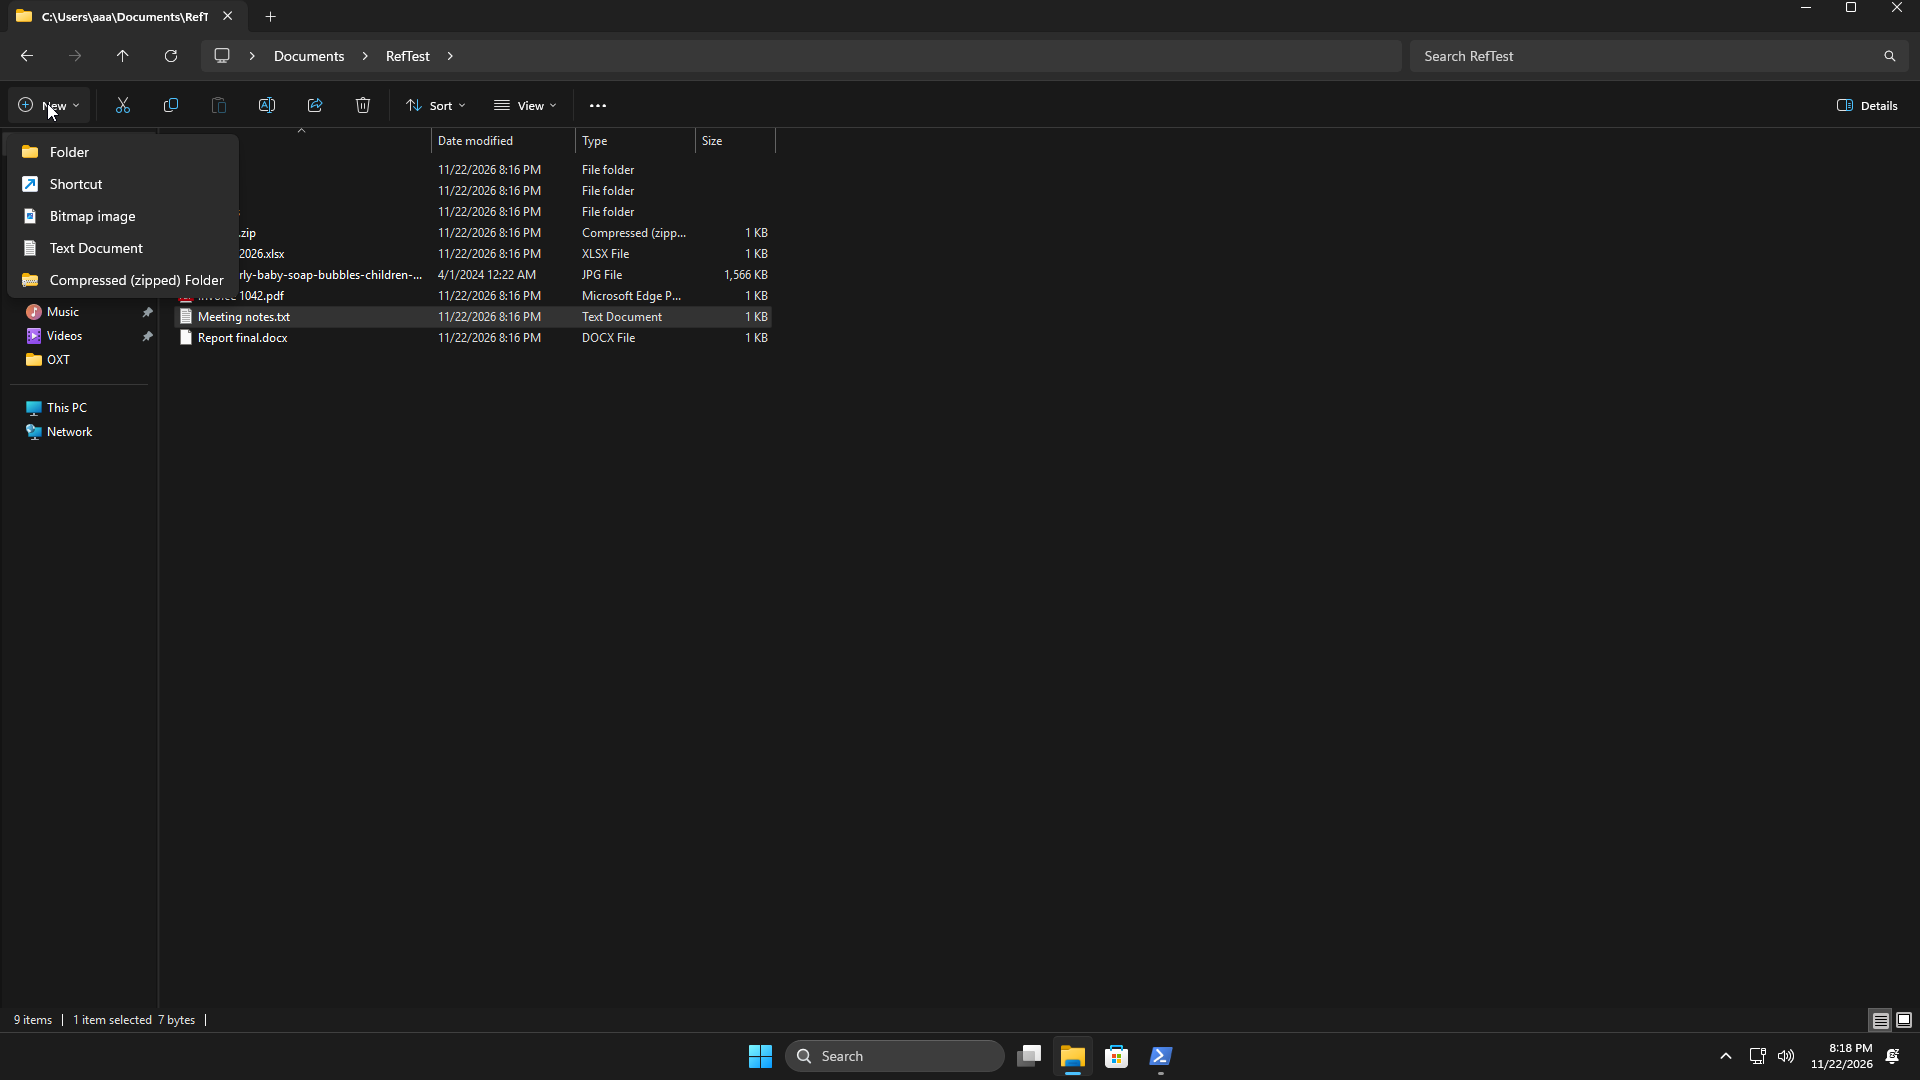 C:\Users\aaa\Documents\RefT
Documents
RefTest
Search RefTest
New
Sort
View
Details
Date modified
Type
Size
Folder
Shortcut
Bitmap image
Text Document
Compressed (zipped) Folder
11/22/2026 8:16 PM File folder
11/22/2026 8:16 PM File folder
11/22/2026 8:16 PM File folder
.zip 11/22/2026 8:16 PM Compressed (zipp... 1 KB
2026.xlsx 11/22/2026 8:16 PM XLSX File 1 KB
rly-baby-soap-bubbles-children-... 4/1/2024 12:22 AM JPG File 1,566 KB
1042.pdf 11/22/2026 8:16 PM Microsoft Edge P... 1 KB
Meeting notes.txt 11/22/2026 8:16 PM Text Document 1 KB
Report final.docx 11/22/2026 8:16 PM DOCX File 1 KB
Music
Videos
OXT
This PC
Network
9 items
1 item selected 7 bytes
Search
8:18 PM
11/22/2026